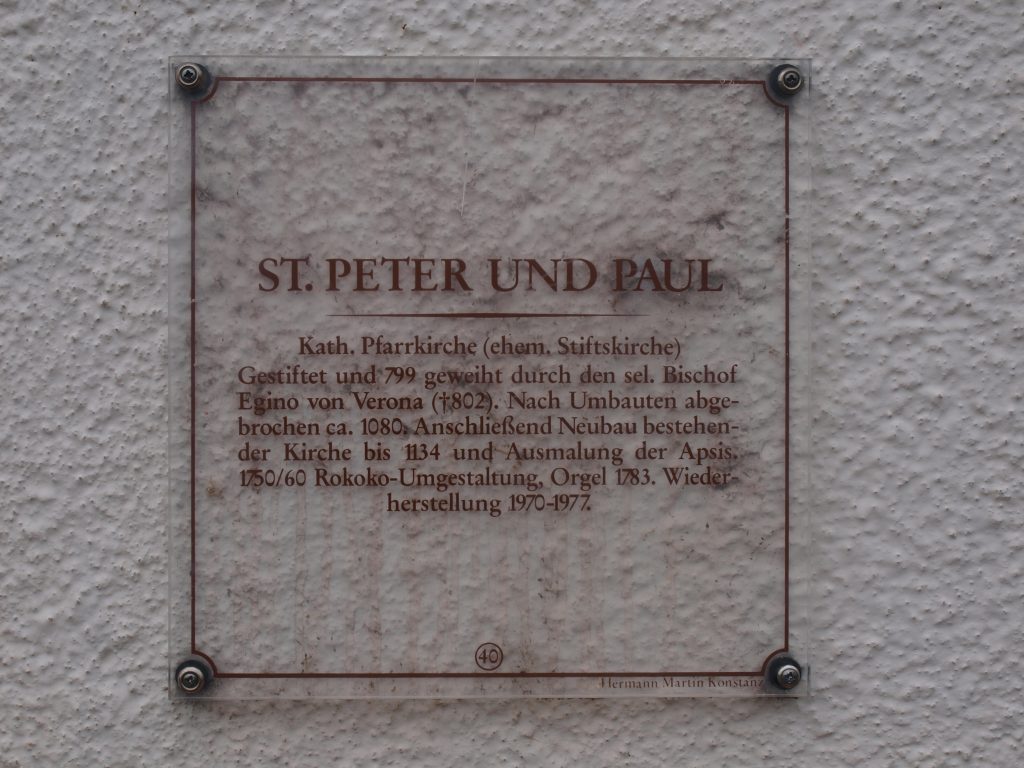 ST. PETER UND PAUL
Kath. Pfarrkirche (ehem. Stiftskirche)
Gestiftet und 799 geweiht durch den sel. Bischof
Egino von Verona (†802). Nach Umbauten abge-
brochen ca. 1080. Anschließend Neubau bestehen-
der Kirche bis 1134 und Ausmalung der Apsis.
1750/60 Rokoko-Umgestaltung, Orgel 1783. Wieder-
herstellung 1970-1977.
40
Hermann Martin Konstanz